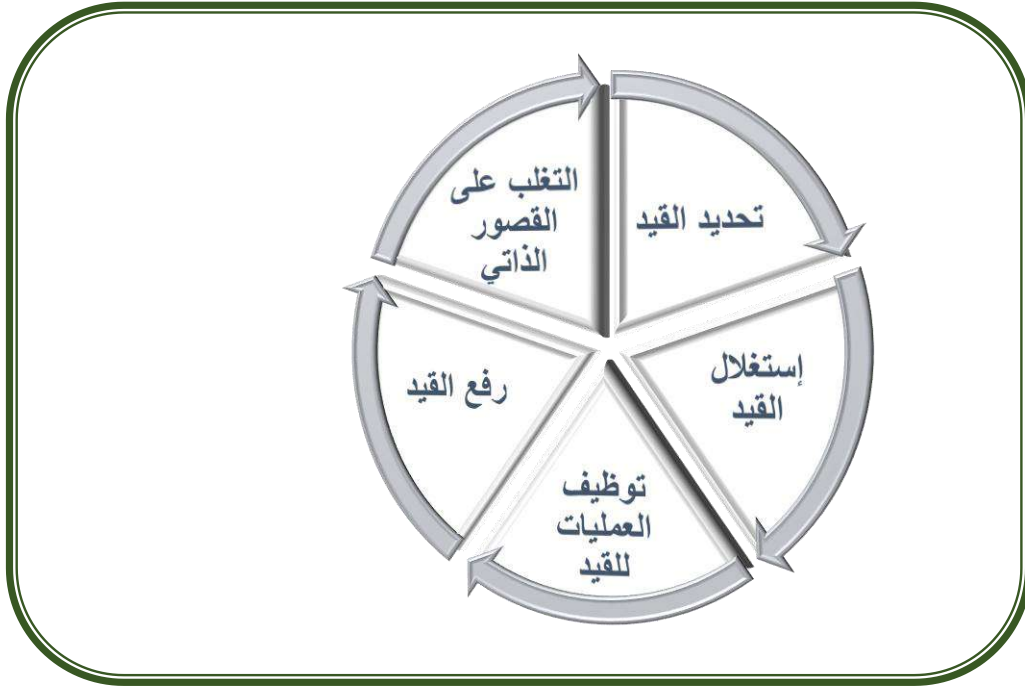 تحديد القيد
إستغلال
القيد
توظيف
العمليات
للقيد
رفع القيد
التغلب على
القصور
الذاتي